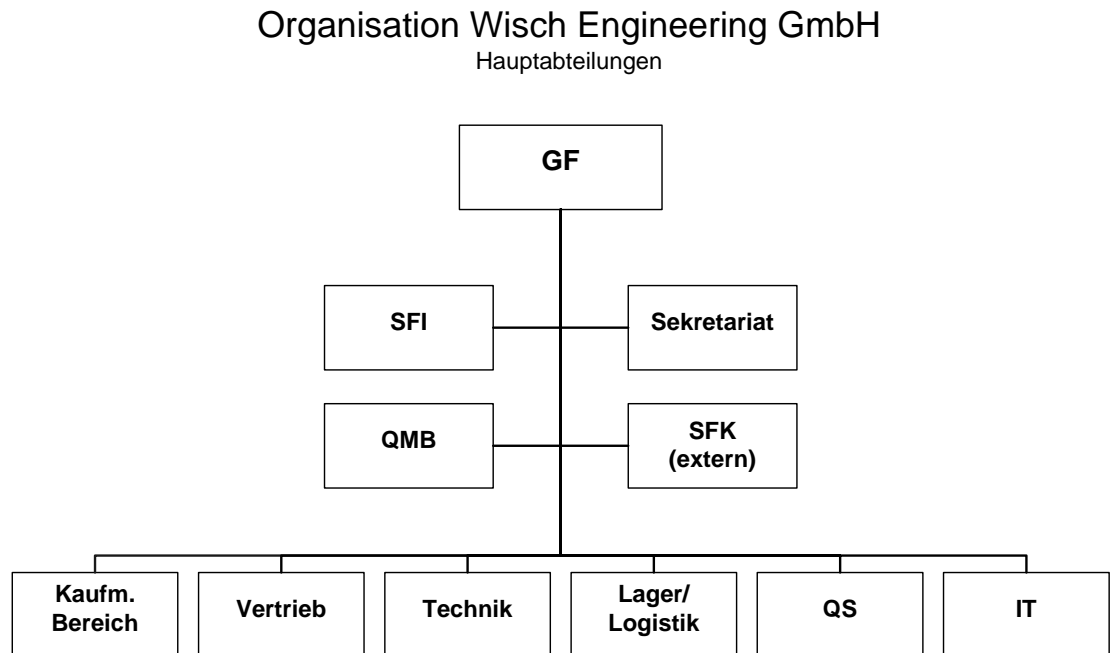 Organisation Wisch Engineering GmbH
Hauptabteilungen
GF
SFI
Sekretariat
QMB
SFK
(extern)
Kaufm.
Bereich
Vertrieb
Technik
Lager/
Logistik
QS
IT